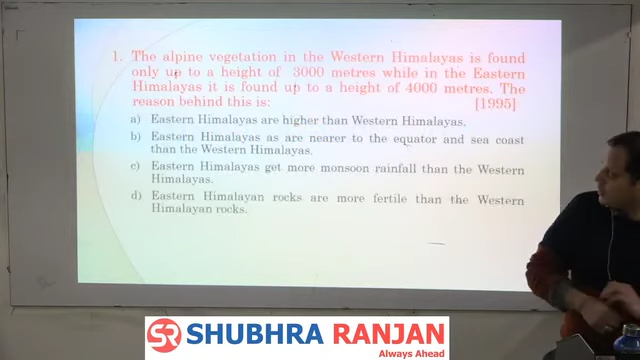 1. The alpine vegetation in the Western Himalayas is found
only up to a height of 3000 metres while in the Eastern
Himalayas it is found up to a height of 4000 metres. The
reason behind this is: [1995]
a) Eastern Himalayas are higher than Western Himalayas.
b) Eastern Himalayas as are nearer to the equator and sea coast
than the Western Himalayas.
c) Eastern Himalayas get more monsoon rainfall than the Western
Himalayas.
d) Eastern Himalayan rocks are more fertile than the Western
Himalayan rocks.
SR SHUBHRA RANJAN
Always Ahead